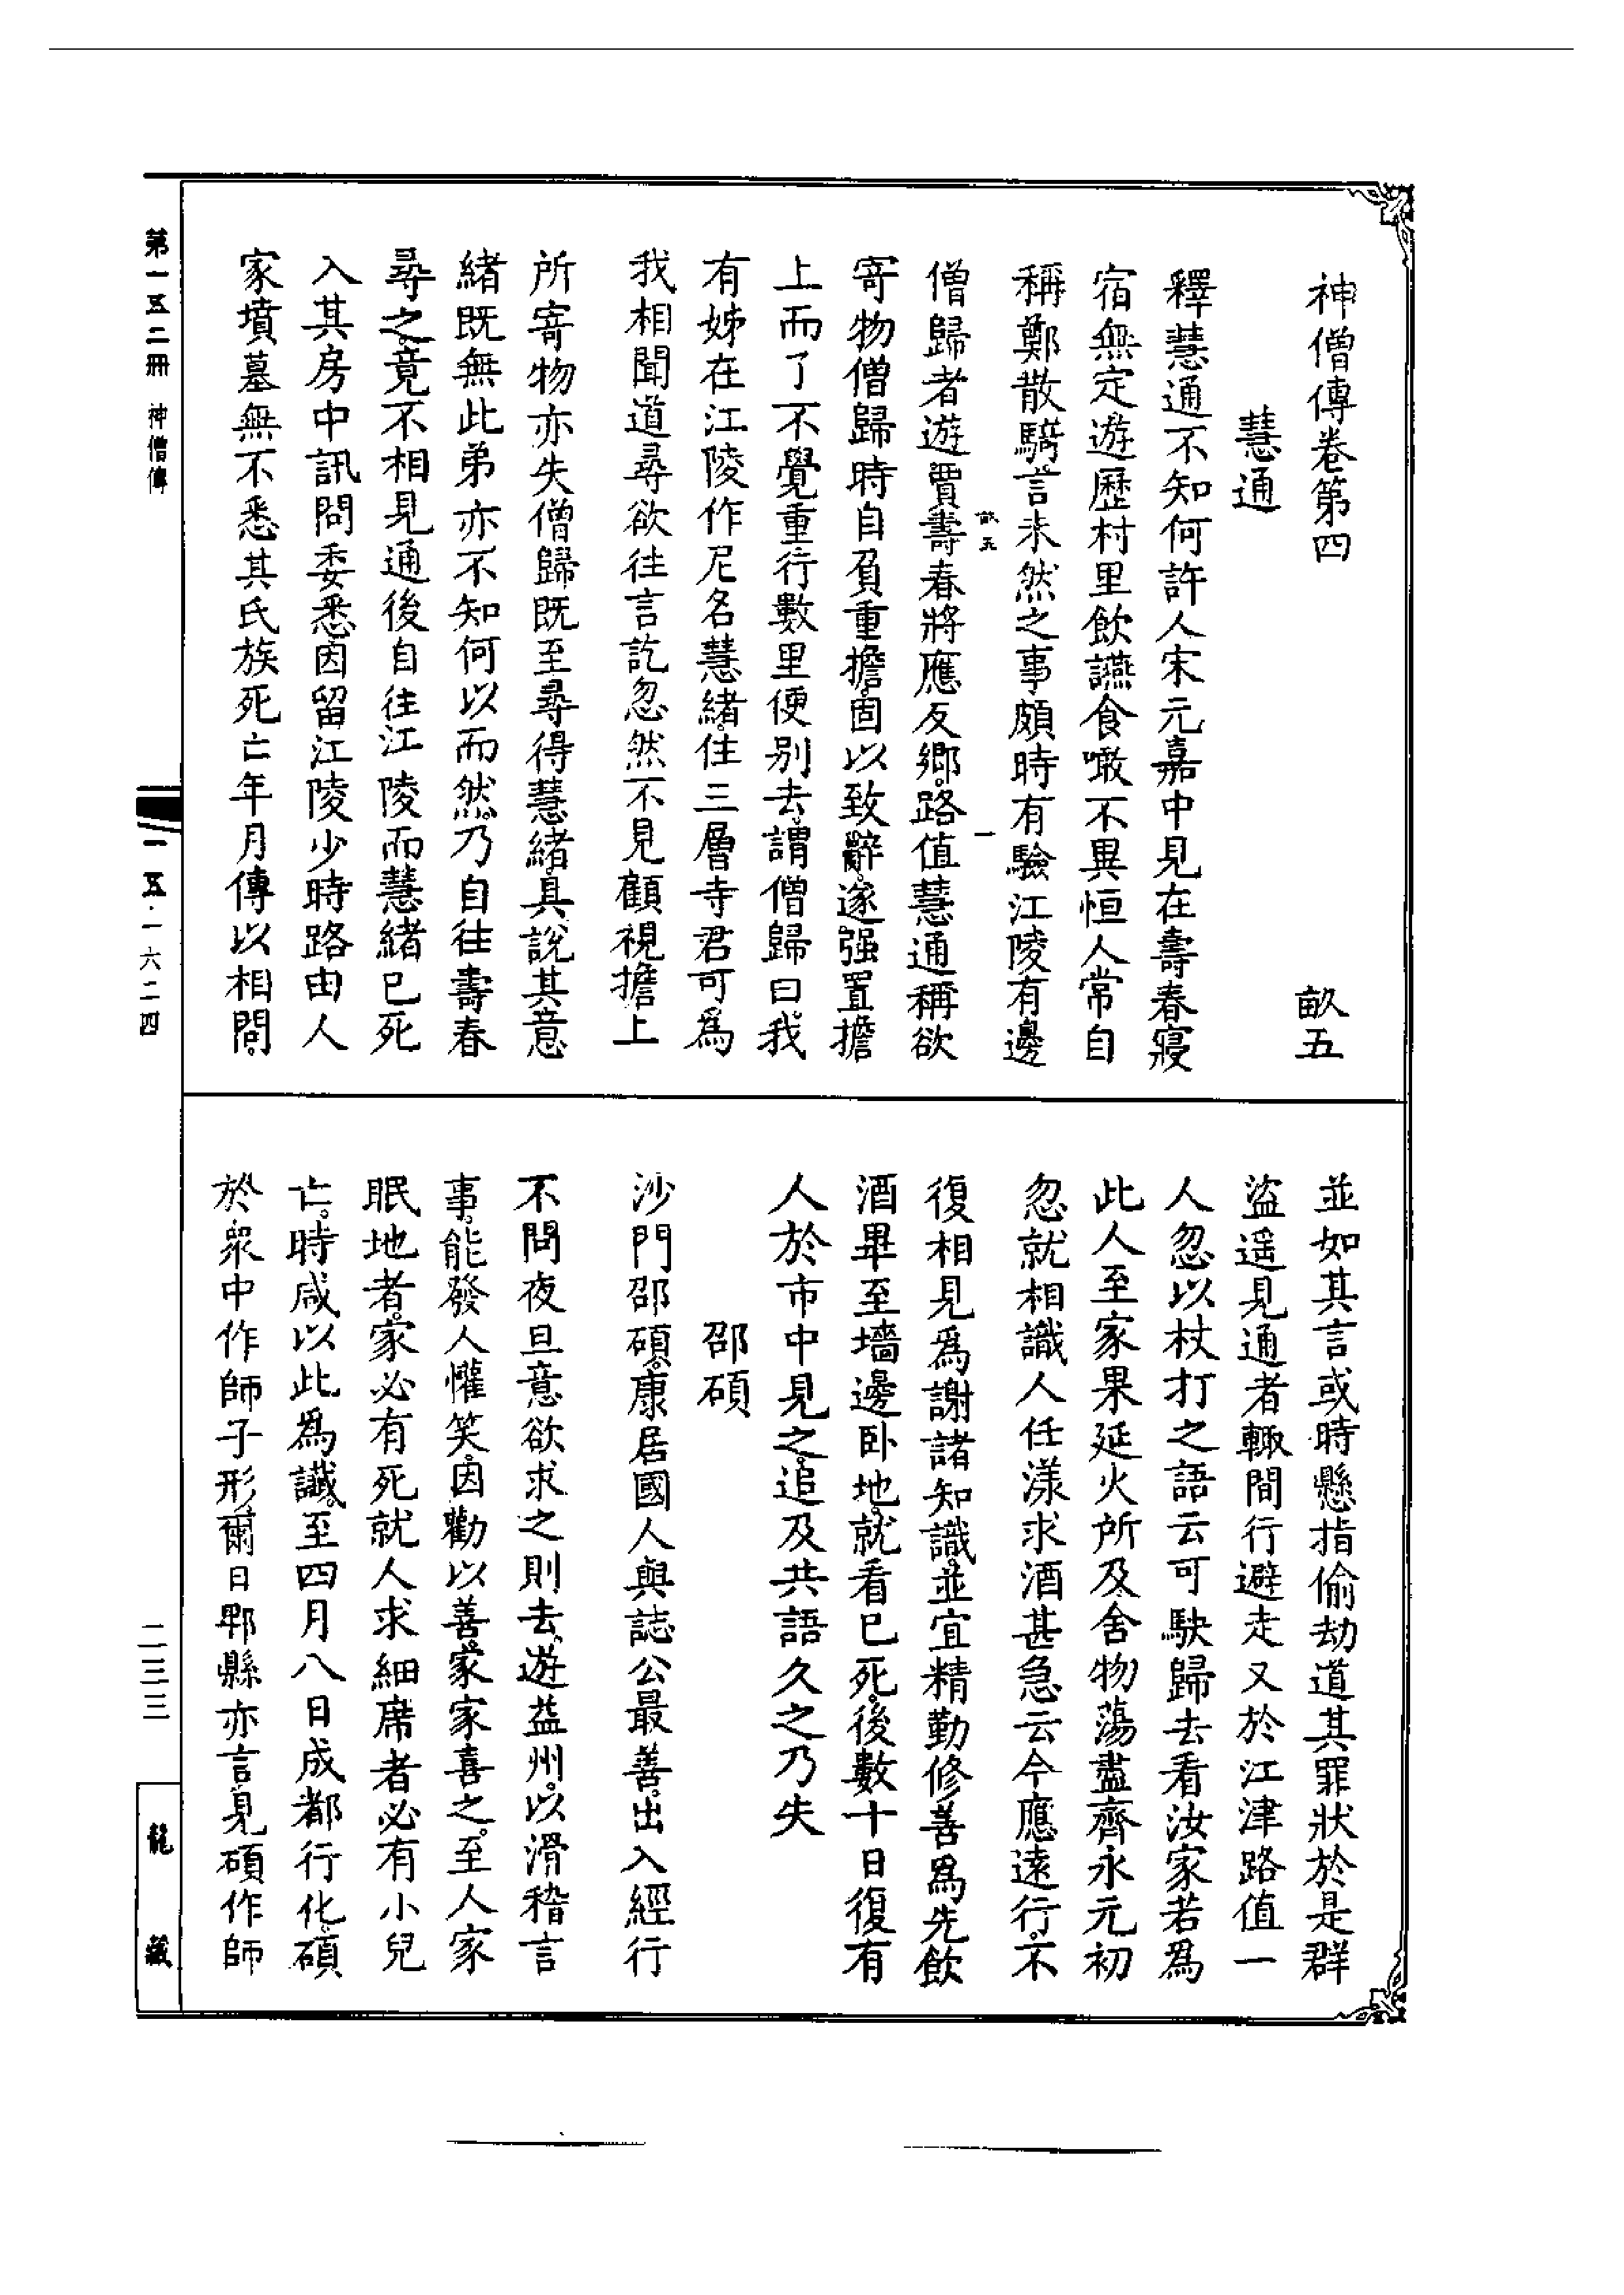 神僧傳卷第四　畝五
慧通
釋慧通不知何許人宋元嘉中見在壽春寢
宿無定遊歷村里飲讌食噉不異恒人常自
稱鄭散騎言未然之事頗時有驗江陵有邊
畝五　一
僧歸者遊賈壽春將應反鄉。路值慧通稱欲
寄物僧歸時自負重擔。固以致辭。遂强置擔
上而了不覺重行數里便别去。謂僧歸曰。我
有姊在江陵作尼名慧緒。住三層寺君可爲
我相聞道尋欲往言訖忽然不見顧視擔上
所寄物亦失僧歸既至尋得慧緒。具說其意
緒既無此弟亦不知何以而然。乃自往壽春
尋之。竟不相見通後自往江陵而慧緒已死
入其房中訊問委悉因留江陵少時路由人
家墳墓無不悉其氏族死亡年月傳以相問。
並如其言或時懸指偷劫道其罪狀於是群
盜遥見通者輙間行避走又於江津路值一
人忽以杖打之語云可駃歸去看汝家若爲
此人至家果延火所及舍物蕩盡齊永元初
忽就相識人任漾求酒甚急云今應遠行。不
復相見爲謝諸知識。並宜精勤修善爲先飲
酒畢至墻邊卧地。就看已死。後數十日復有
人於市中見之。追及共語久之乃失
邵碩
沙門邵碩。康居國人與誌公最善。出入經行
不問夜旦意欲求之則去。遊益州。以滑稽言
事。能發人懽笑。因勸以善。家家喜之。至人家
眠地者。家必有死就人求細席者必有小兒
亡。時咸以此爲讖。至四月八日成都行化。碩
於衆中作師子形。爾日郫縣亦言見碩作師
第一五二冊　神僧傳
一五·一六二四
二三三
龍藏